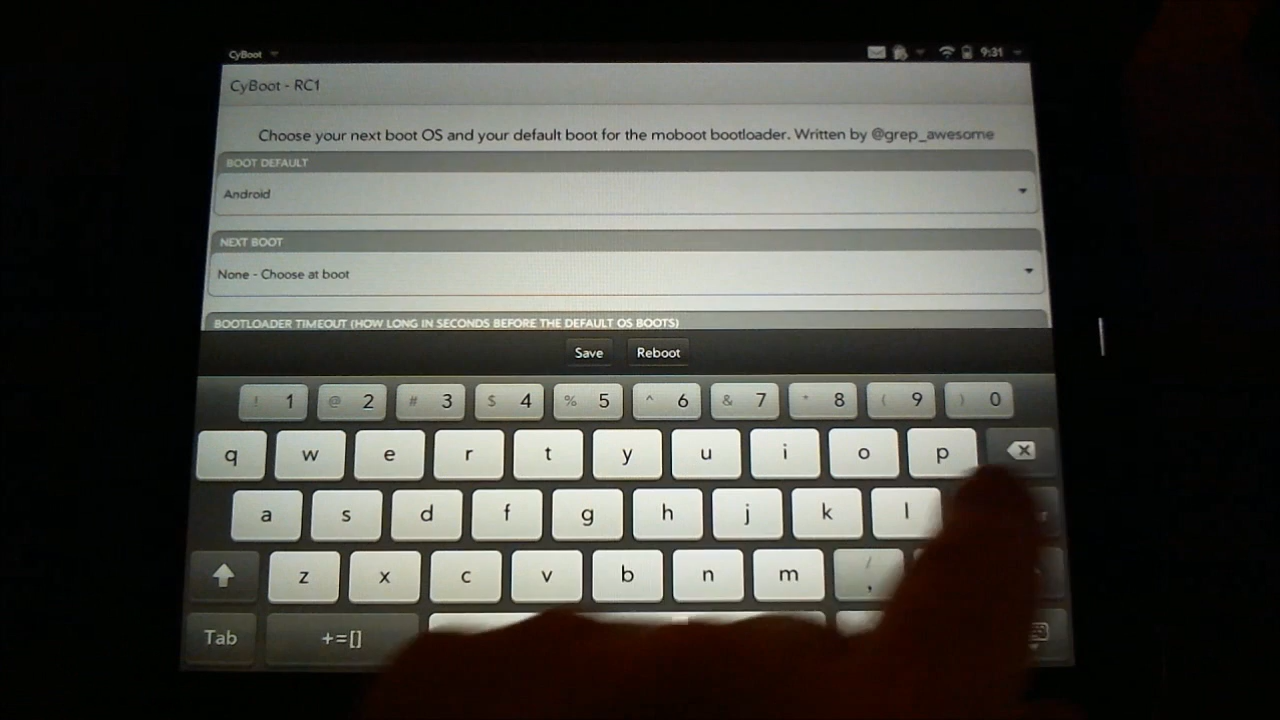 CyBoot 9:31
CyBoot - RC1
Choose your next boot OS and your default boot for the moboot bootloader. Written by @grep_awesome
BOOT DEFAULT
Android
NEXT BOOT
None - Choose at boot
BOOTLOADER TIMEOUT (HOW LONG IN SECONDS BEFORE THE DEFAULT OS BOOTS)
Save Reboot
! 1 @ 2 # 3 $ 4 % 5 ^ 6 & 7 * 8 ( 9 ) 0
q w e r t y u i o p
a s d f g h j k l
z x c v b n m / ,
Tab +=[]